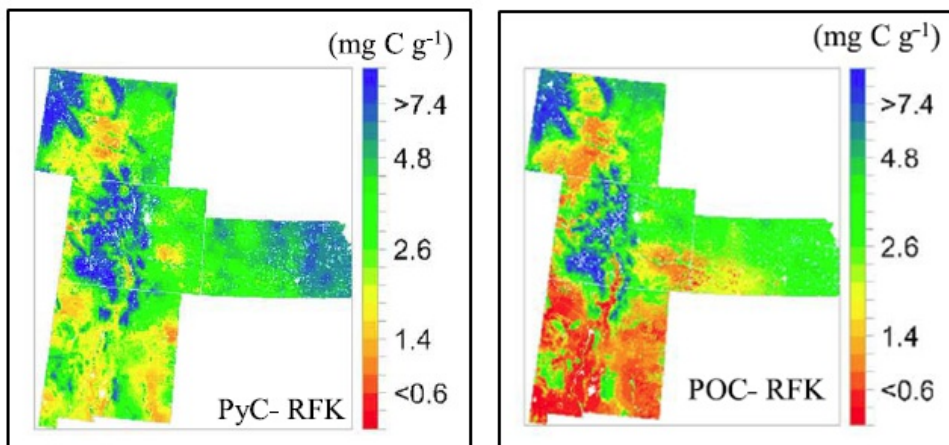 (mg C g-1)
>7.4
4.8
2.6
1.4
<0.6
PyC- RFK
(mg C g-1)
>7.4
4.8
2.6
1.4
<0.6
POC- RFK